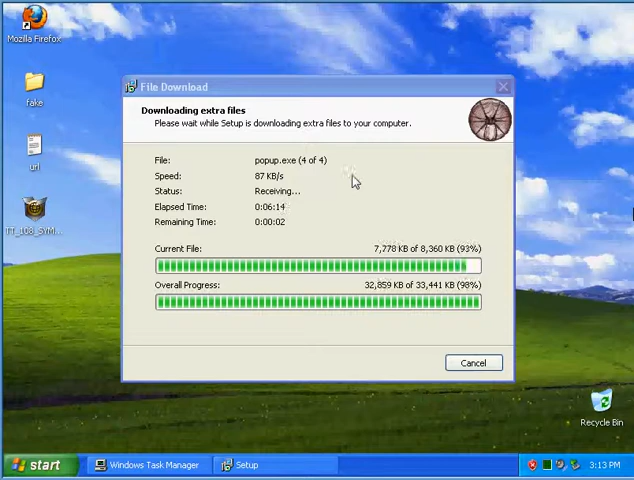 Mozilla Firefox
fake
url
TT_108_SYM...
File Download
Downloading extra files
Please wait while Setup is downloading extra files to your computer.
File: popup.exe (4 of 4)
Speed: 87 KB/s
Status: Receiving...
Elapsed Time: 0:06:14
Remaining Time: 0:00:02
Current File: 7,778 KB of 8,360 KB (93%)
Overall Progress: 32,859 KB of 33,441 KB (98%)
Cancel
Recycle Bin
start
Windows Task Manager
Setup
3:13 PM